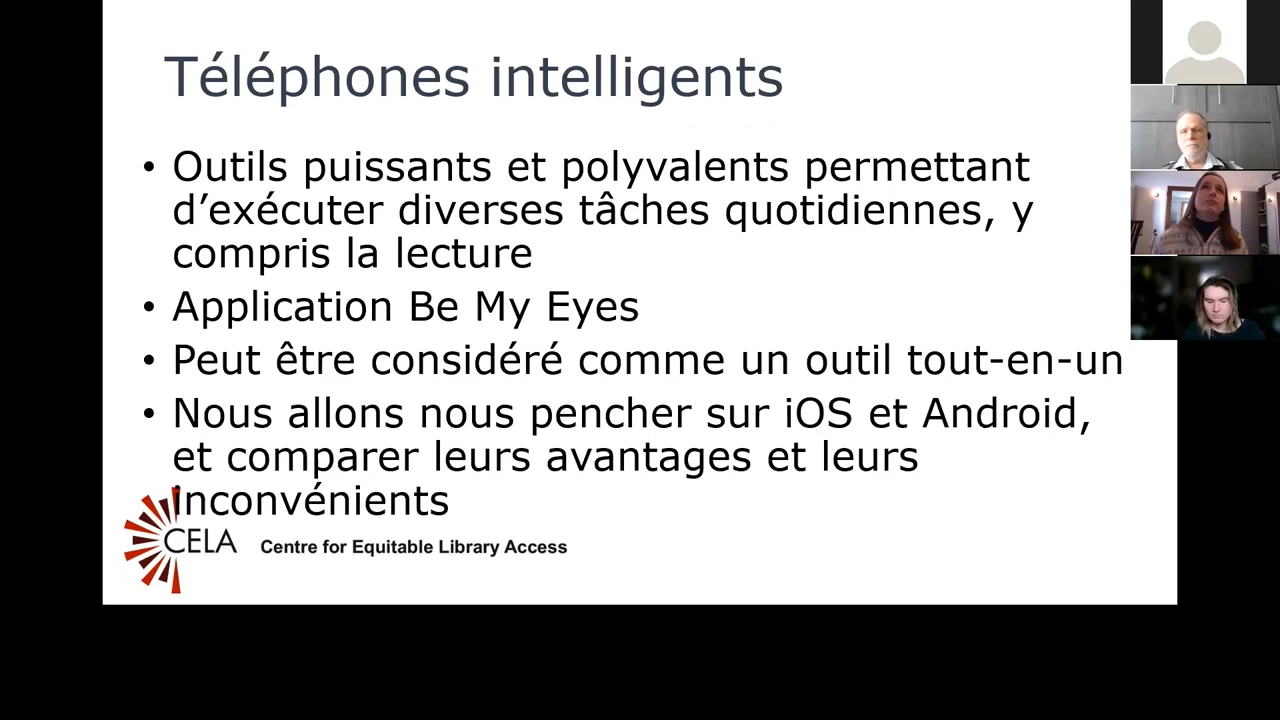 Téléphones intelligents
• Outils puissants et polyvalents permettant
d’exécuter diverses tâches quotidiennes, y
compris la lecture
• Application Be My Eyes
• Peut être considéré comme un outil tout-en-un
• Nous allons nous pencher sur iOS et Android,
et comparer leurs avantages et leurs
inconvénients
CELA Centre for Equitable Library Access